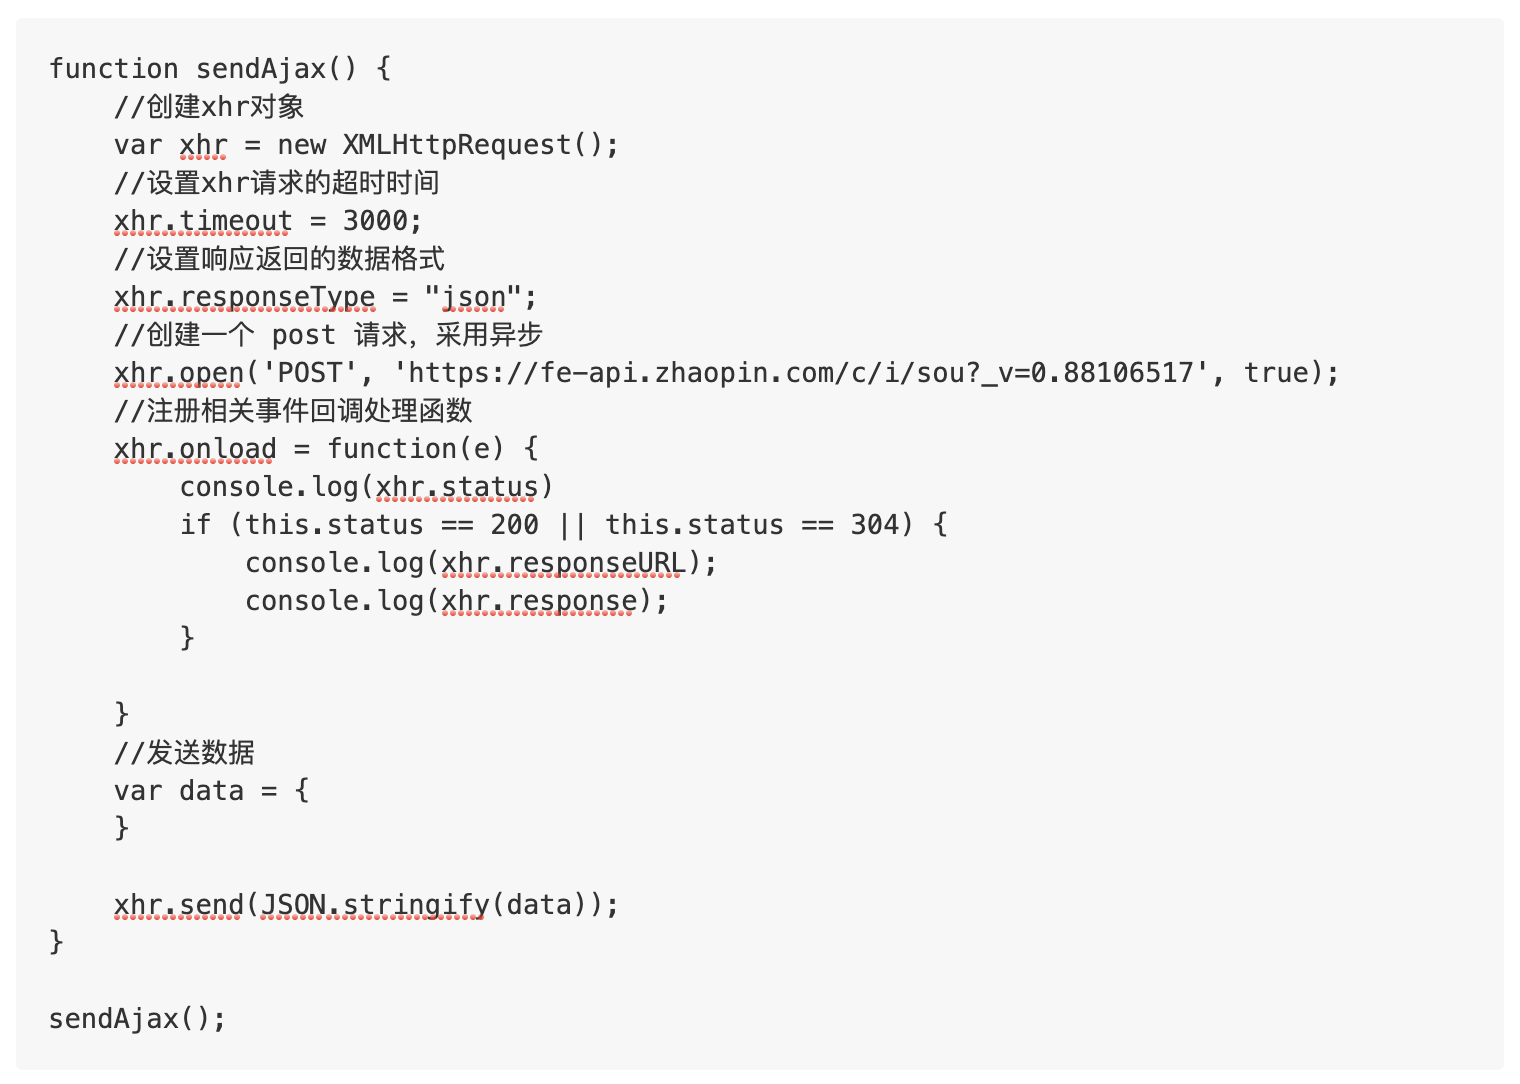 function sendAjax() {
//创建xhr对象
var xhr = new XMLHttpRequest();
//设置xhr请求的超时时间
xhr.timeout = 3000;
//设置响应返回的数据格式
xhr.responseType = "json";
//创建一个 post 请求，采用异步
xhr.open('POST', 'https://fe-api.zhaopin.com/c/i/sou?_v=0.88106517', true);
//注册相关事件回调处理函数
xhr.onload = function(e) {
console.log(xhr.status)
if (this.status == 200 || this.status == 304) {
console.log(xhr.responseURL);
console.log(xhr.response);
}
}
//发送数据
var data = {
}
xhr.send(JSON.stringify(data));
}
sendAjax();